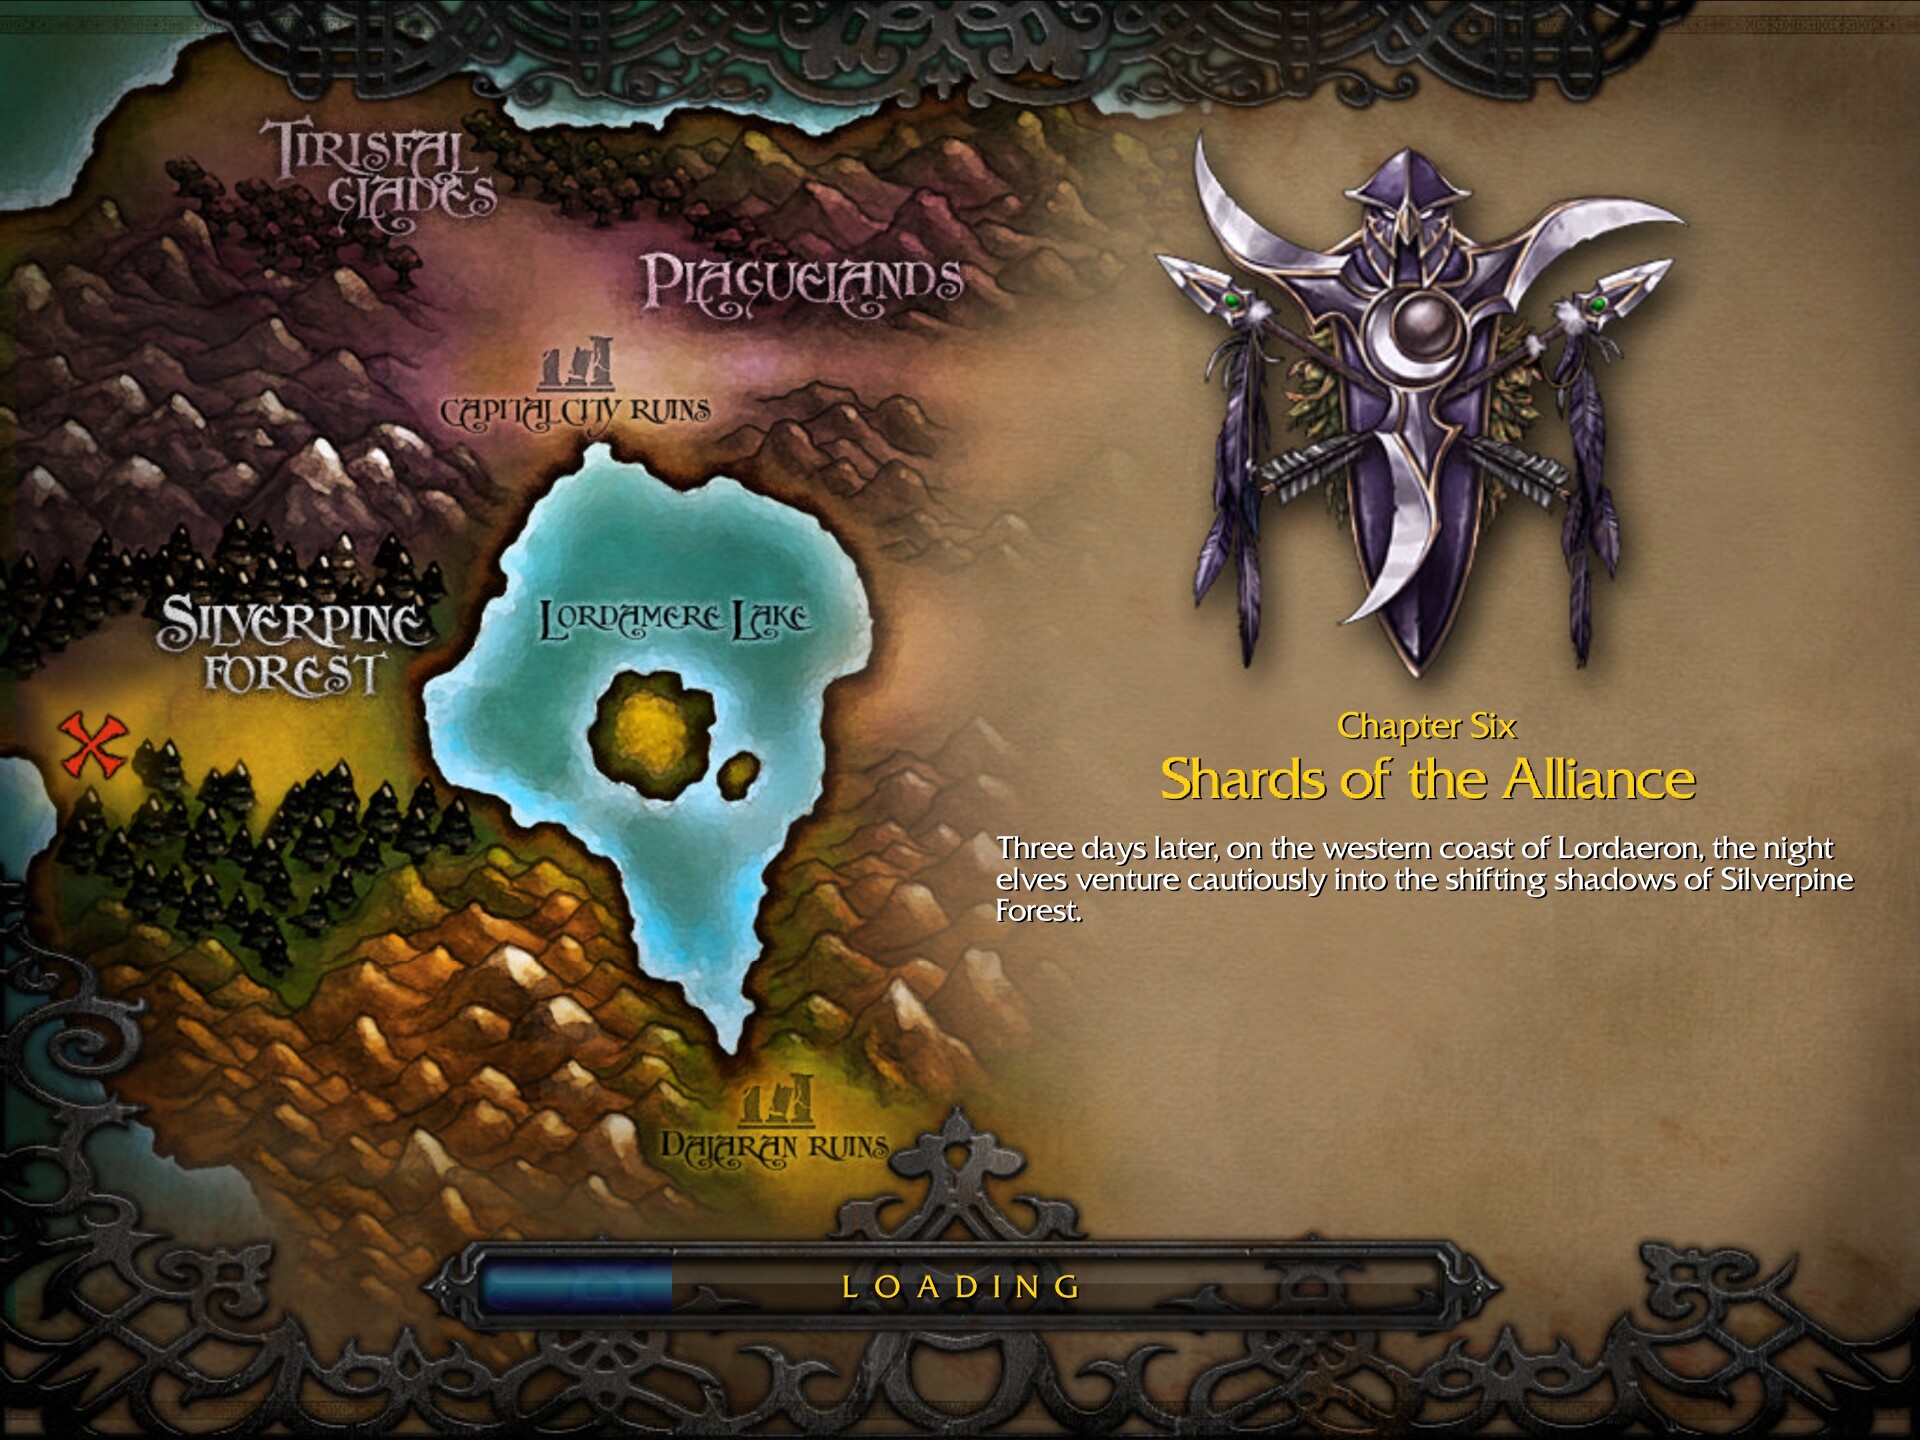 TIRISFAL
GLADES
PLAGUELANDS
CAPITAL CITY RUINS
SILVERPINE
FOREST
LORDAMERE LAKE
DALARAN RUINS
Chapter Six
Shards of the Alliance
Three days later, on the western coast of Lordaeron, the night
elves venture cautiously into the shifting shadows of Silverpine
Forest.
LOADING